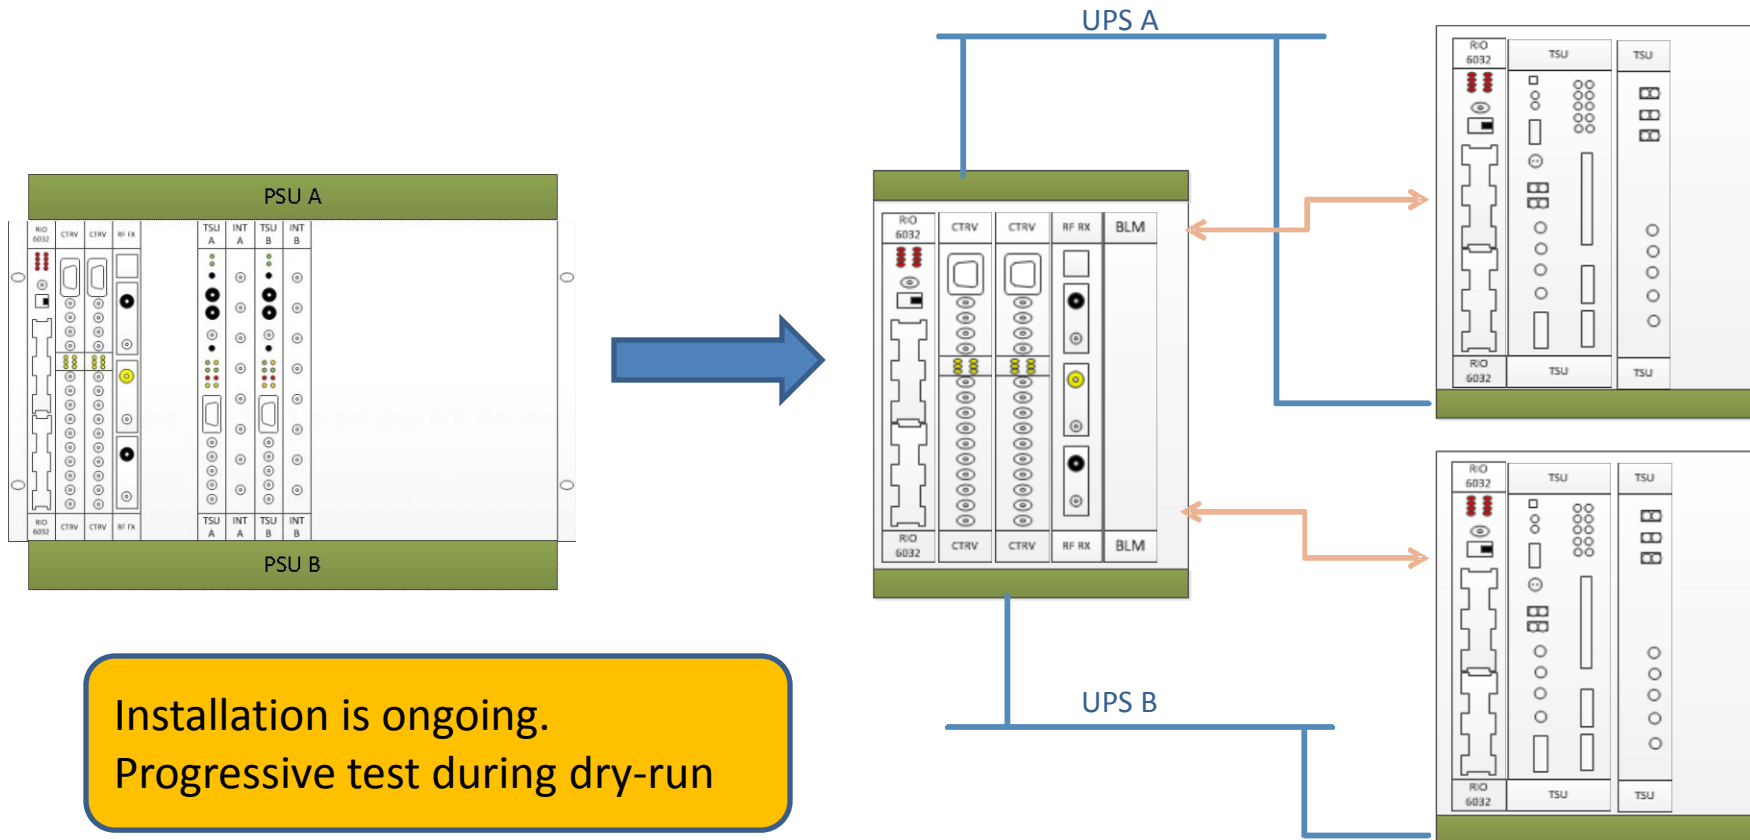 UPS A
PSU A
RIO
6032
CTRV
CTRV
RF FX
TSU
A
INT
A
TSU
B
INT
B
RIO
6032
CTRV
CTRV
RF FX
TSU
A
INT
A
TSU
B
INT
B
PSU B
RIO
6032
CTRV
CTRV
RF RX
BLM
RIO
6032
CTRV
CTRV
RF RX
BLM
RIO
6032
TSU
TSU
RIO
6032
TSU
TSU
RIO
6032
TSU
TSU
RIO
6032
TSU
TSU
UPS B
Installation is ongoing.
Progressive test during dry-run